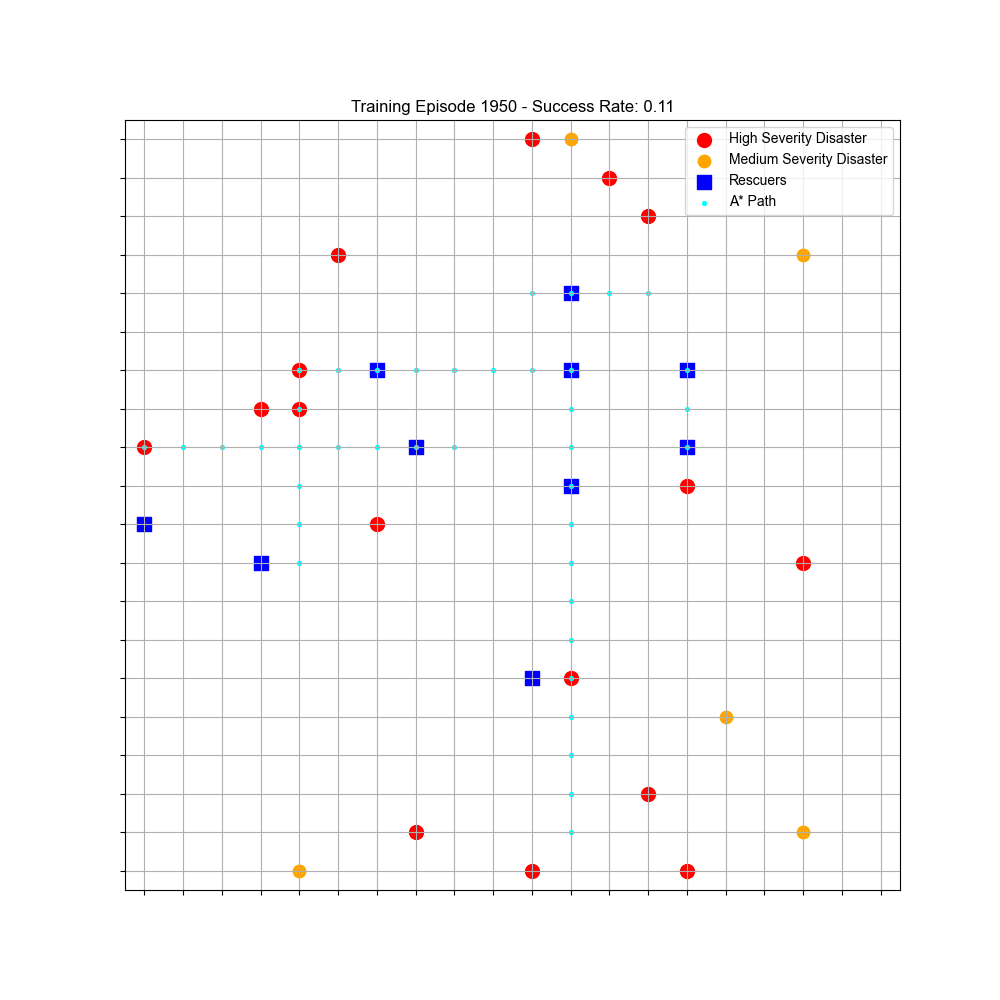 Training Episode 1950 - Success Rate: 0.11
High Severity Disaster
Medium Severity Disaster
Rescuers
A* Path